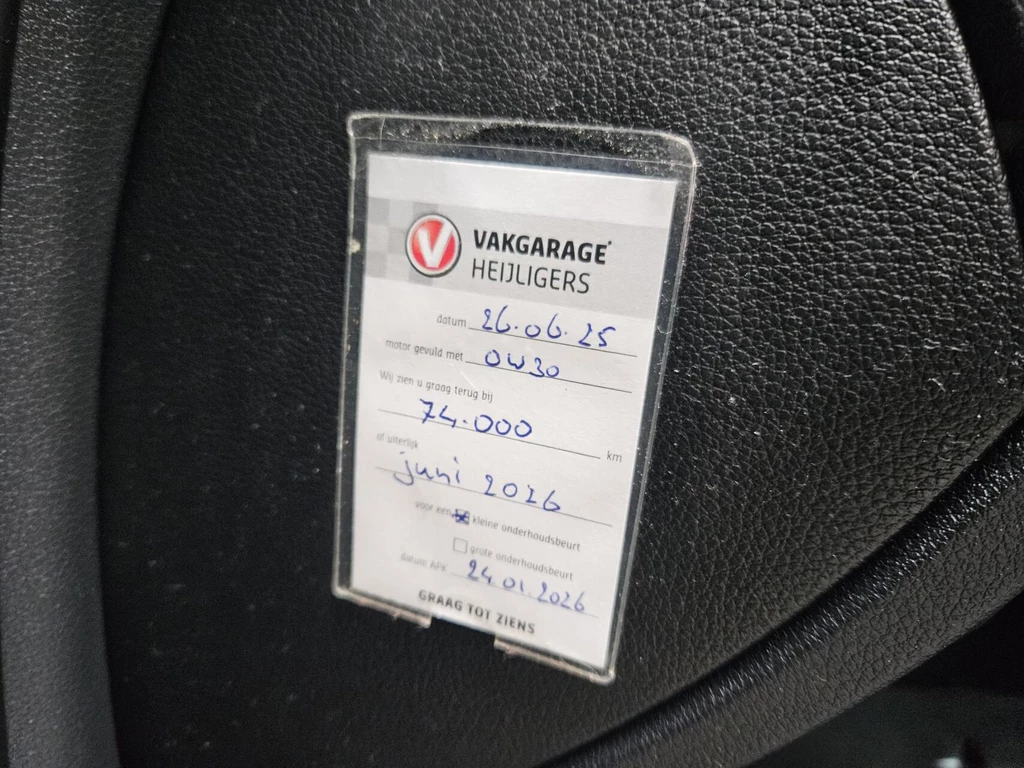 V VAKGARAGE
HEIJLIGERS
datum 26.06.25
motor gevuld met 0W30
Wij zien u graag terug bij
74.000 km
of uiterlijk
juni 2026
voor een kleine onderhoudsbeurt
grote onderhoudsbeurt
datum APK 24.01.2026
GRAAG TOT ZIENS